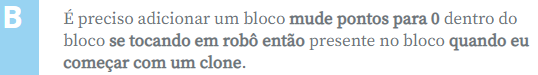 B
É preciso adicionar um bloco mude pontos para 0 dentro do
bloco se tocando em robô então presente no bloco quando eu
começar com um clone.